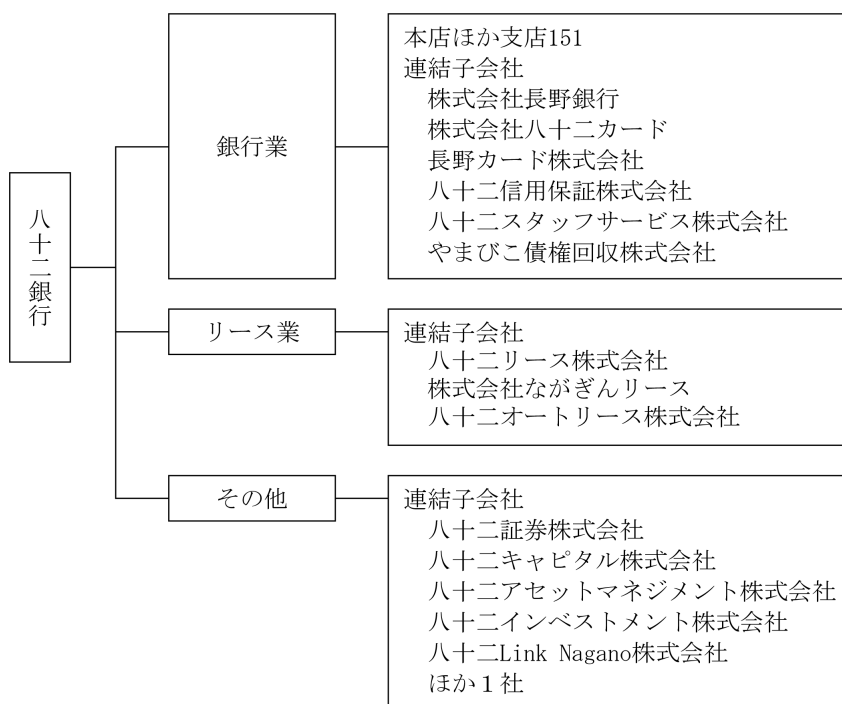 八十二銀行
銀行業
本店ほか支店151
連結子会社
株式会社長野銀行
株式会社八十二カード
長野カード株式会社
八十二信用保証株式会社
八十二スタッフサービス株式会社
やまびこ債権回収株式会社
リース業
連結子会社
八十二リース株式会社
株式会社ながぎんリース
八十二オートリース株式会社
その他
連結子会社
八十二証券株式会社
八十二キャピタル株式会社
八十二アセットマネジメント株式会社
八十二インベストメント株式会社
八十二Link Nagano株式会社
ほか１社